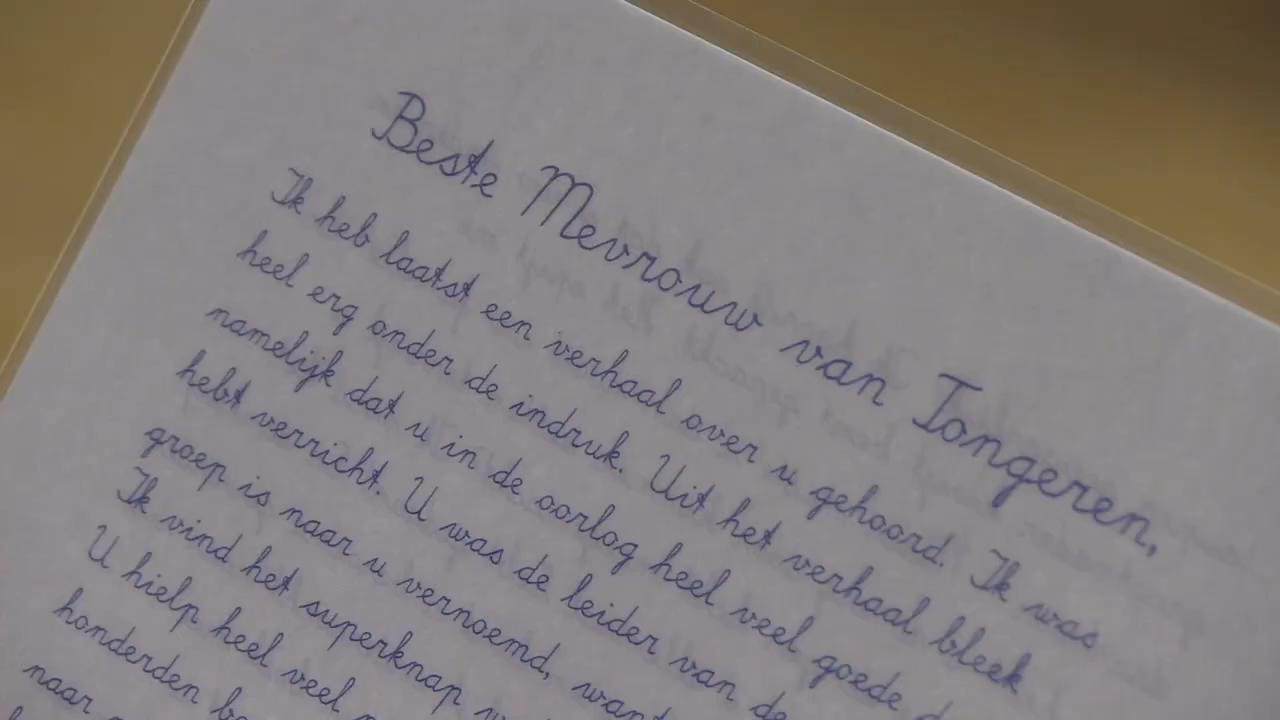 Beste Mevrouw van Tongeren,
Ik heb laatst een verhaal over u gehoord. Ik was
heel erg onder de indruk. Uit het verhaal bleek
namelijk dat u in de oorlog heel veel goede d
hebt verricht. U was de leider van de
groep is naar u vernoemd, want
Ik vind het superknap w
U hielp heel veel
honderden
naar